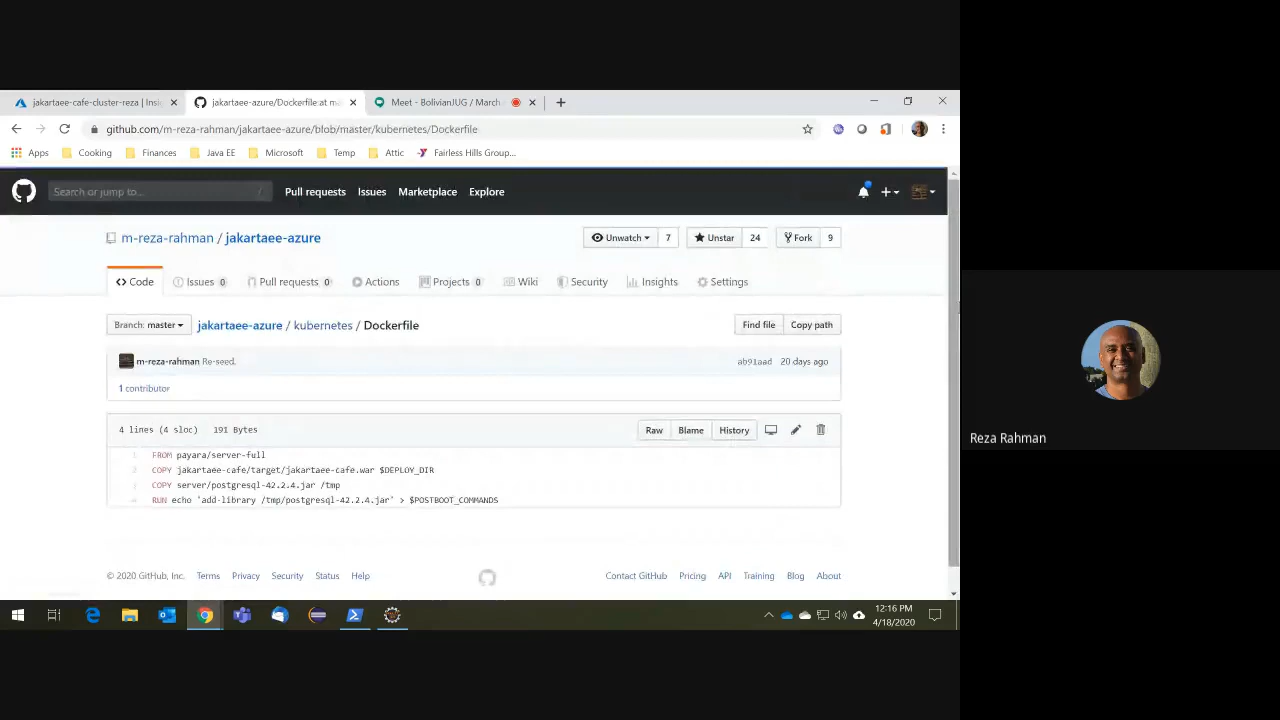 jakartaee-cafe-cluster-reza | Insi
jakartaee-azure/Dockerfile at ma
Meet - BolivianJUG / March
github.com/m-reza-rahman/jakartaee-azure/blob/master/kubernetes/Dockerfile
Apps Cooking Finances Java EE Microsoft Temp Attic Fairless Hills Group...
Search or jump to... /
Pull requests Issues Marketplace Explore
m-reza-rahman / jakartaee-azure
Unwatch 7 Unstar 24 Fork 9
Code Issues 0 Pull requests 0 Actions Projects 0 Wiki Security Insights Settings
Branch: master jakartaee-azure / kubernetes / Dockerfile Find file Copy path
m-reza-rahman Re-seed. ab91aad 20 days ago
1 contributor
4 lines (4 sloc) 191 Bytes Raw Blame History
1 FROM payara/server-full
2 COPY jakartaee-cafe/target/jakartaee-cafe.war $DEPLOY_DIR
3 COPY server/postgresql-42.2.4.jar /tmp
4 RUN echo 'add-library /tmp/postgresql-42.2.4.jar' > $POSTBOOT_COMMANDS
© 2020 GitHub, Inc. Terms Privacy Security Status Help Contact GitHub Pricing API Training Blog About
12:16 PM
4/18/2020
Reza Rahman